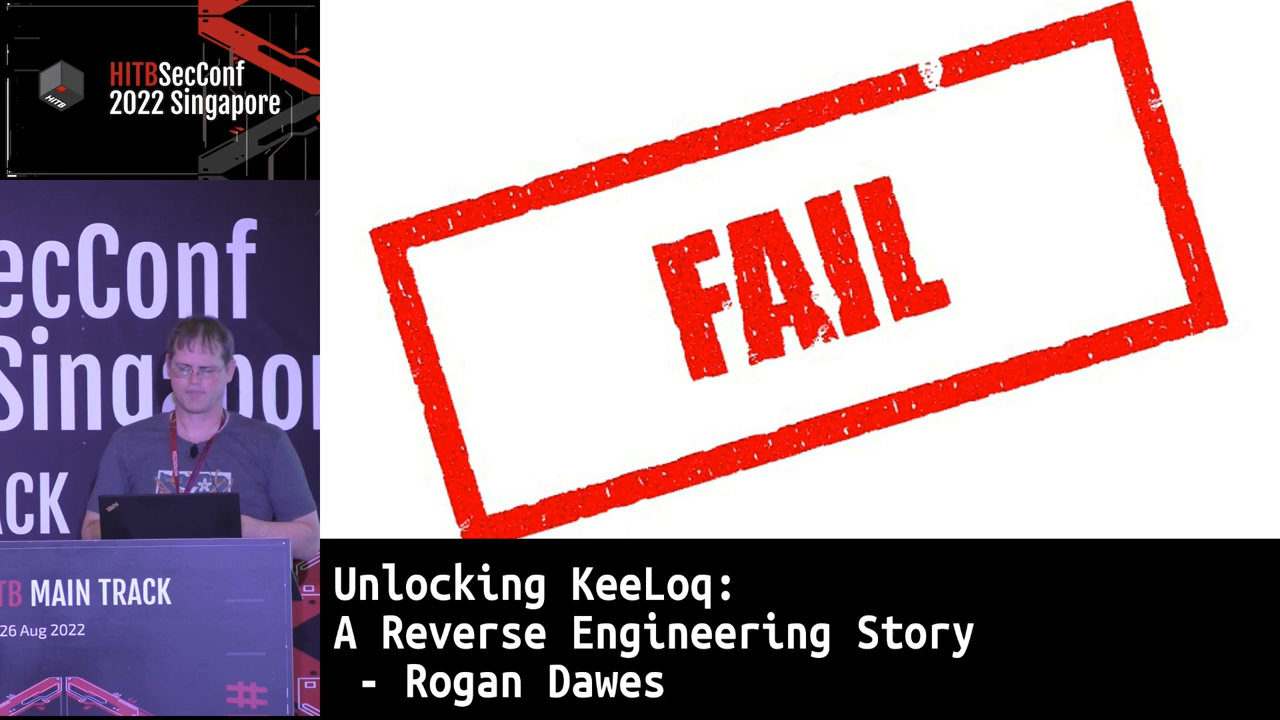 HITBSecConf
2022 Singapore
HITB
ecConf
Singapor
ACK
TB MAIN TRACK
26 Aug 2022
#
FAIL
Unlocking KeeLoq:
A Reverse Engineering Story
- Rogan Dawes